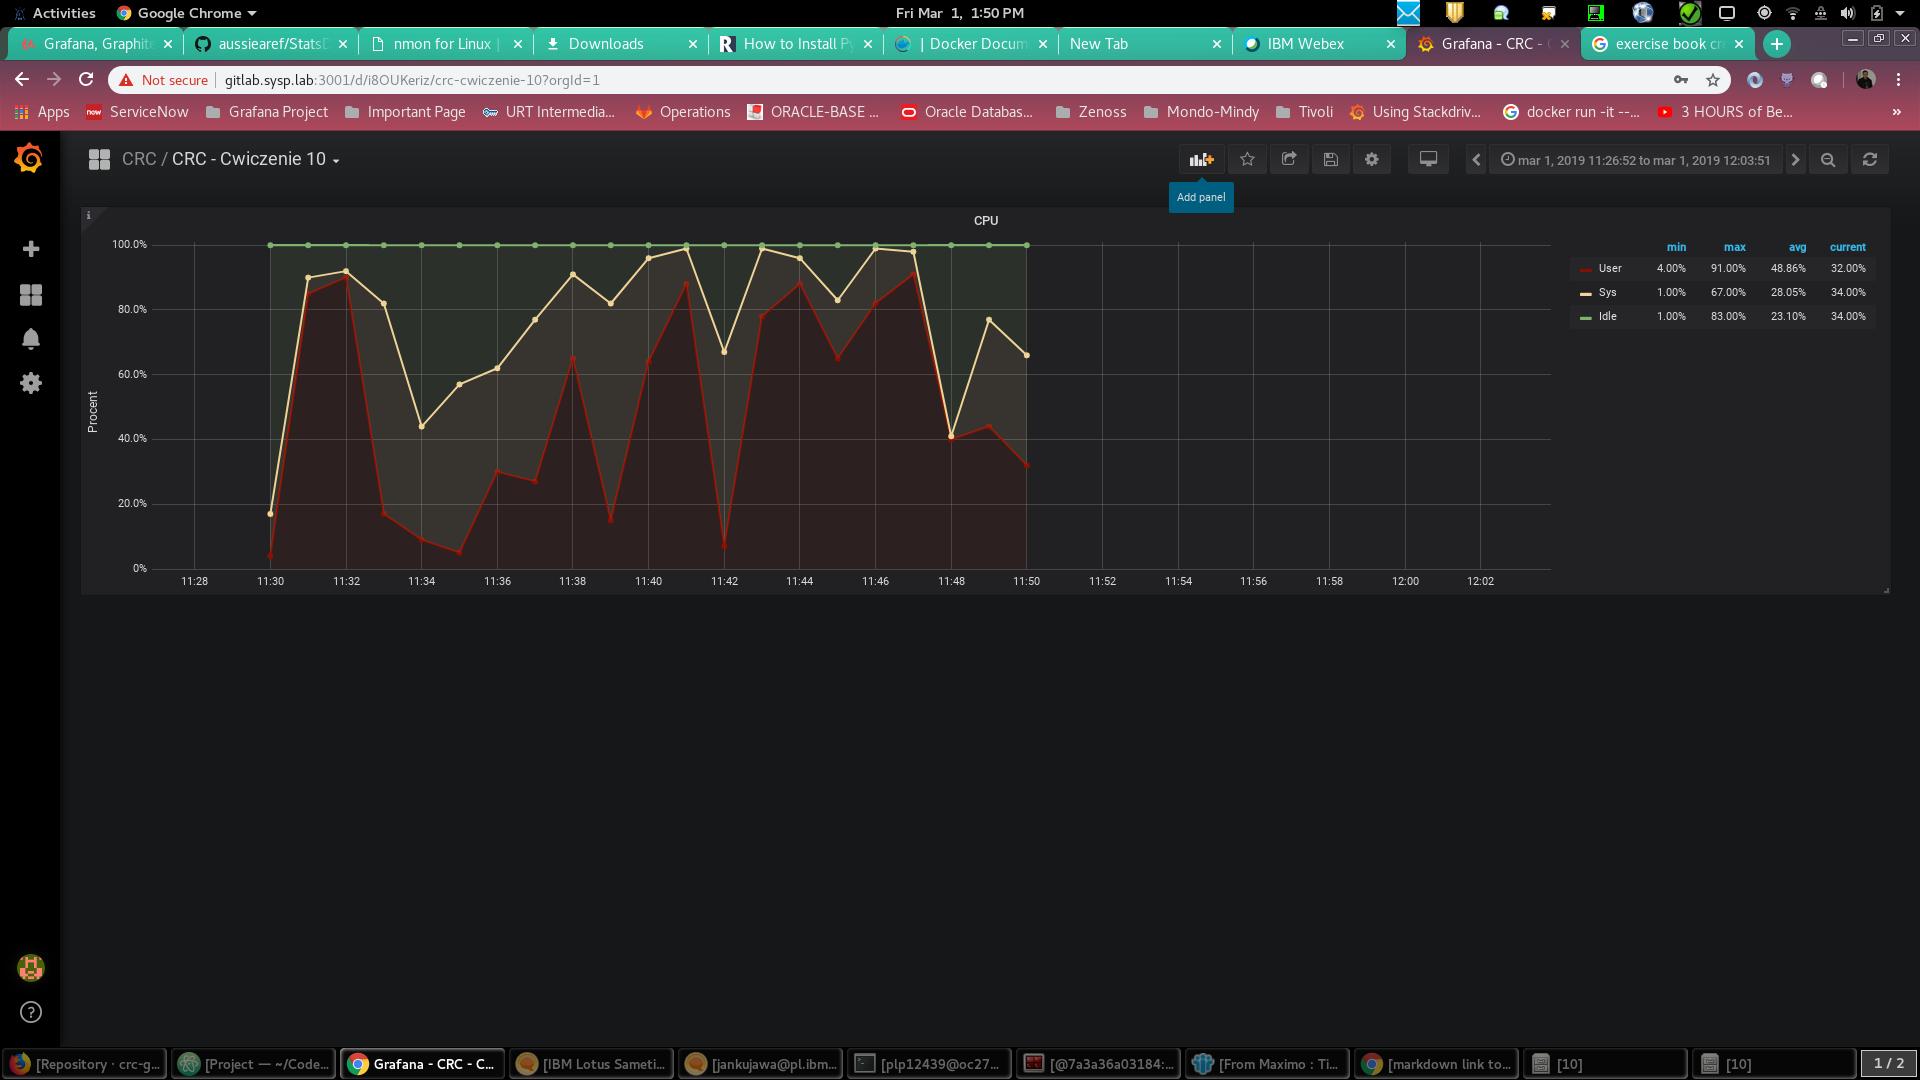 Activities Google Chrome Fri Mar 1, 1:50 PM
Grafana, Graphite aussiearef/StatsD nmon for Linux | Downloads How to Install Py | Docker Docum New Tab IBM Webex Grafana - CRC - exercise book cr
Not secure gitlab.sysp.lab:3001/d/i8OUKeriz/crc-cwiczenie-10?orgId=1
Apps now ServiceNow Grafana Project Important Page URT Intermedia... Operations ORACLE-BASE ... Oracle Databas... Zenoss Mondo-Mindy Tivoli Using Stackdriv... docker run -it --... 3 HOURS of Be... »
CRC / CRC - Cwiczenie 10 mar 1, 2019 11:26:52 to mar 1, 2019 12:03:51
Add panel
i CPU
Procent
100.0%
80.0%
60.0%
40.0%
20.0%
0%
11:28 11:30 11:32 11:34 11:36 11:38 11:40 11:42 11:44 11:46 11:48 11:50 11:52 11:54 11:56 11:58 12:00 12:02
min max avg current
User 4.00% 91.00% 48.86% 32.00%
Sys 1.00% 67.00% 28.05% 34.00%
Idle 1.00% 83.00% 23.10% 34.00%
[Repository · crc-g... [Project — ~/Code... Grafana - CRC - C... [IBM Lotus Sameti... [jankujawa@pl.ibm... [plp12439@oc27... [@7a3a36a03184:... [From Maximo : Ti... [markdown link to... [10] [10] 1 / 2